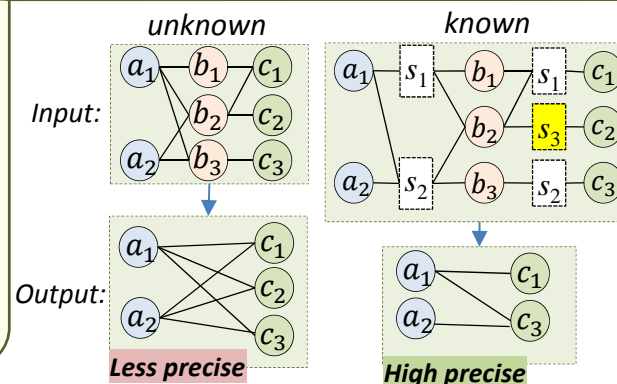 unknown
known
Input:
a₁ b₁ c₁
b₂ c₂
a₂ b₃ c₃
a₁ s₁ b₁ s₁ c₁
b₂ s₃ c₂
a₂ s₂ b₃ s₂ c₃
Output:
a₁ c₁
c₂
a₂ c₃
Less precise
a₁ c₁
a₂ c₃
High precise